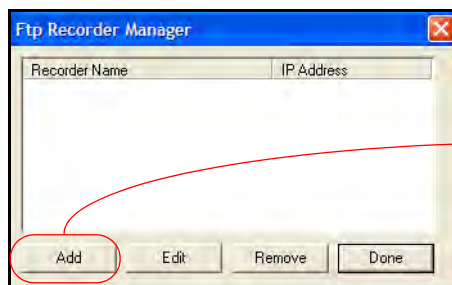 Ftp Recorder Manager
Recorder Name IP Address
Add Edit Remove Done